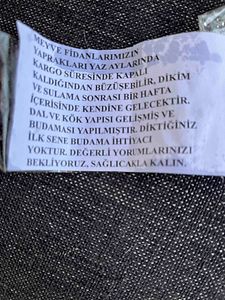 MEYVE FİDANLARIMIZIN
YAPRAKLARI YAZ AYLARINDA
KARGO SÜRESİNDE KAPALI
KALDIĞINDAN BÜZÜŞEBİLİR, DİKİM
VE SULAMA SONRASI BİR HAFTA
İÇERİSİNDE KENDİNE GELECEKTİR.
DAL VE KÖK YAPISI GELİŞMİŞ VE
BUDAMASI YAPILMIŞTIR. DİKTİĞİNİZ
İLK SENE BUDAMA İHTİYACI
YOKTUR. DEĞERLİ YORUMLARINIZI
BEKLİYORUZ, SAĞLICAKLA KALIN,